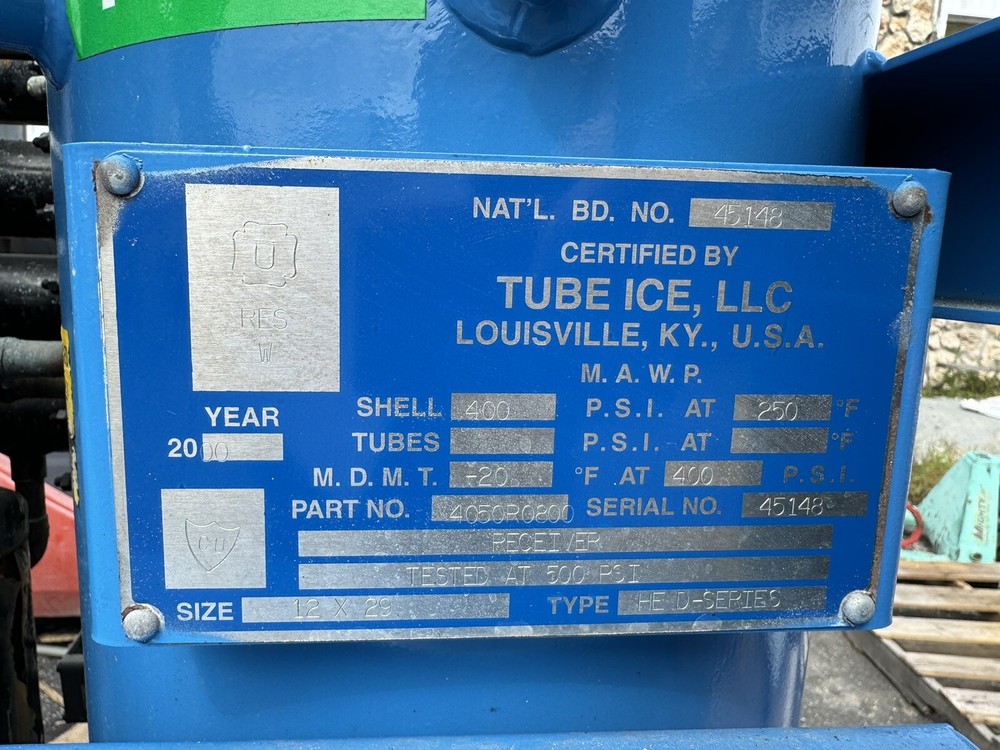 NAT'L. BD. NO. 45148
U
RES
W
CERTIFIED BY
TUBE ICE, LLC
LOUISVILLE, KY., U.S.A.
M.A.W.P.
SHELL 400 P.S.I. AT 250 °F
TUBES P.S.I. AT °F
M.D.M.T. -20 °F AT 400 P.S.I.
YEAR
2000
PART NO. 4050R0800 SERIAL NO. 45148
RECEIVER
TESTED AT 500 PSI
SIZE 12 X 29 TYPE HE D-SERIES
MIGHTY